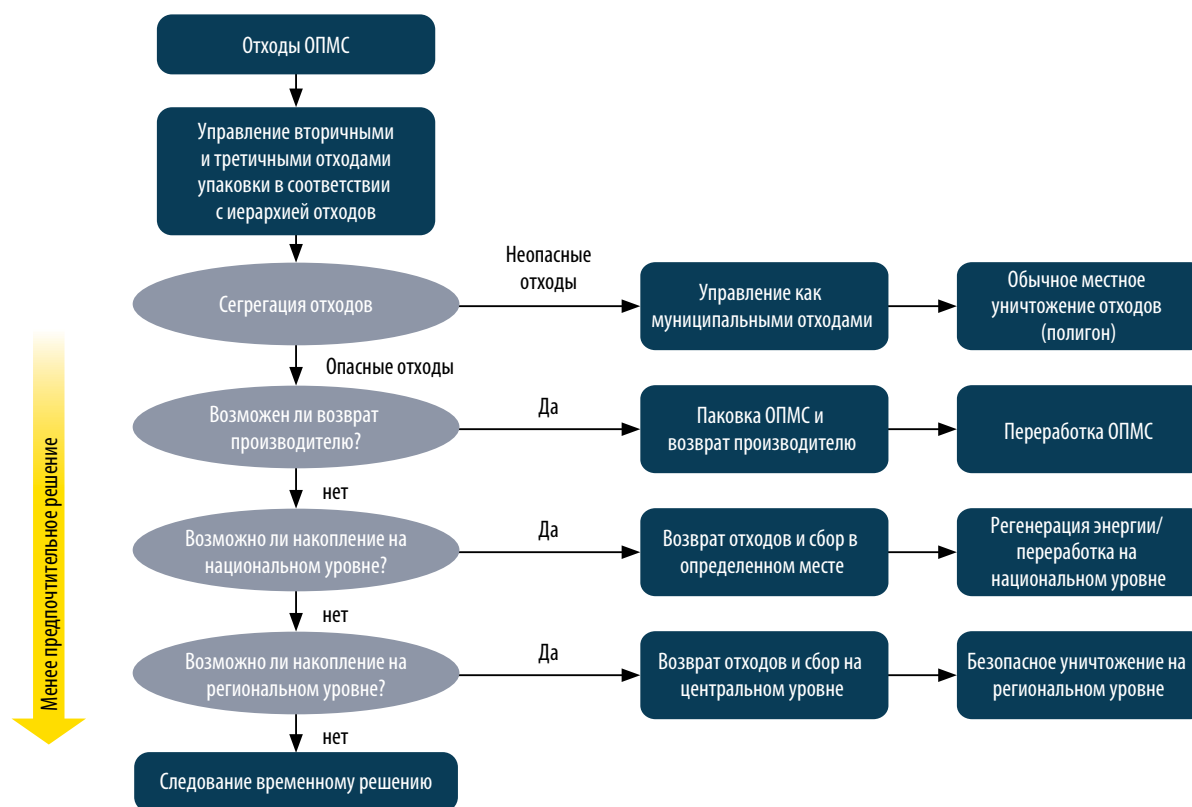 Отходы ОПМС
Управление вторичными
и третичными отходами
упаковки в соответствии
с иерархией отходов
Сегрегация отходов
Неопасные
отходы
Управление как
муниципальными отходами
Обычное местное
уничтожение отходов
(полигон)
Опасные отходы
Возможен ли возврат
производителю?
Да
Паковка ОПМС и
возврат производителю
Переработка ОПМС
нет
Возможно ли накопление на
национальном уровне?
Да
Возврат отходов и сбор в
определенном месте
Регенерация энергии/
переработка на
национальном уровне
нет
Возможно ли накопление на
региональном уровне?
Да
Возврат отходов и сбор на
центральном уровне
Безопасное уничтожение на
региональном уровне
нет
Следование временному решению
Менее предпочтительное решение